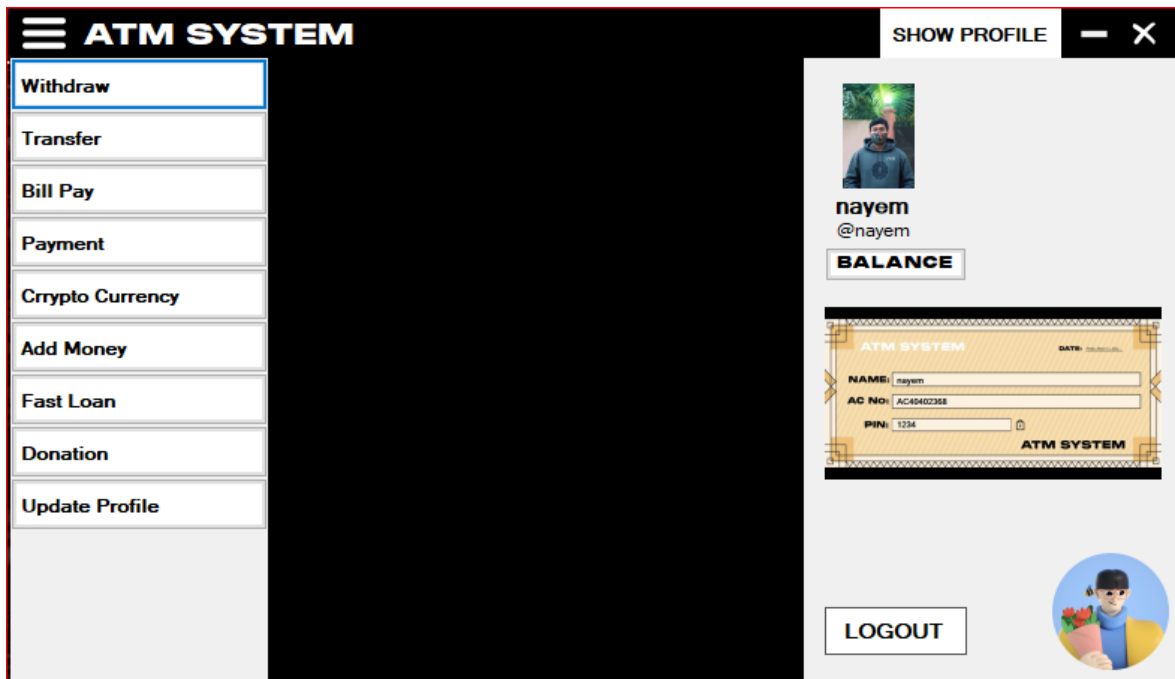 ATM SYSTEM
SHOW PROFILE
Withdraw
Transfer
Bill Pay
Payment
Crrypto Currency
Add Money
Fast Loan
Donation
Update Profile
nayem
@nayem
BALANCE
ATM SYSTEM
DATE:
NAME: nayem
AC No: AC40402368
PIN: 1234
ATM SYSTEM
LOGOUT